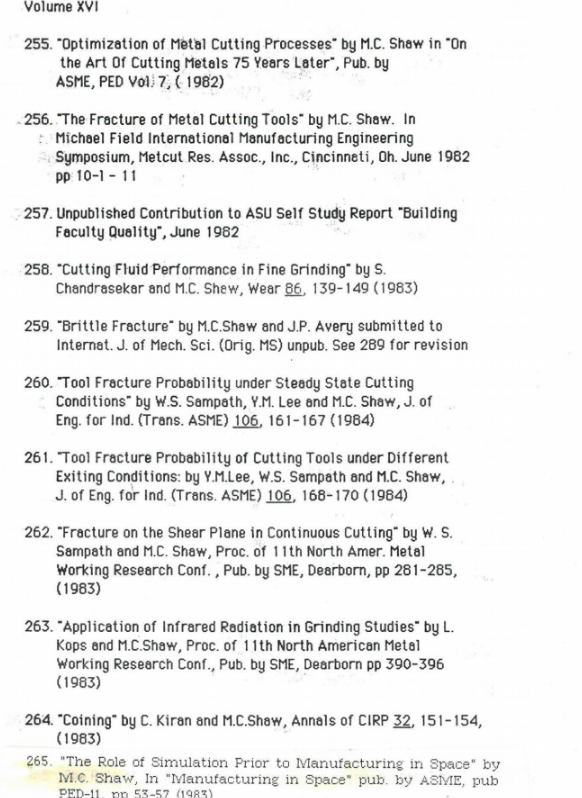 Volume XVI
255. "Optimization of Metal Cutting Processes" by M.C. Shaw in "On
the Art Of Cutting Metals 75 Years Later", Pub. by
ASME, PED Vol. 7, ( 1982)
256. "The Fracture of Metal Cutting Tools" by M.C. Shaw. In
Michael Field International Manufacturing Engineering
Symposium, Metcut Res. Assoc., Inc., Cincinnati, Oh. June 1982
pp 10-1 - 11
257. Unpublished Contribution to ASU Self Study Report "Building
Faculty Quality", June 1982
258. "Cutting Fluid Performance in Fine Grinding" by S.
Chandrasekar and M.C. Shew, Wear 86, 139-149 (1983)
259. "Brittle Fracture" by M.C.Shaw and J.P. Avery submitted to
Internat. J. of Mech. Sci. (Orig. MS) unpub. See 289 for revision
260. "Tool Fracture Probability under Steady State Cutting
Conditions" by W.S. Sampath, Y.M. Lee and M.C. Shaw, J. of
Eng. for Ind. (Trans. ASME) 106, 161-167 (1984)
261. "Tool Fracture Probability of Cutting Tools under Different
Exiting Conditions: by Y.M.Lee, W.S. Sampath and M.C. Shaw,
J. of Eng. for Ind. (Trans. ASME) 106, 168-170 (1984)
262. "Fracture on the Shear Plane in Continuous Cutting" by W. S.
Sampath and M.C. Shaw, Proc. of 11th North Amer. Metal
Working Research Conf. , Pub. by SME, Dearborn, pp 281-285,
(1983)
263. "Application of Infrared Radiation in Grinding Studies" by L.
Kops and M.C.Shaw, Proc. of 11th North American Metal
Working Research Conf., Pub. by SME, Dearborn pp 390-396
(1983)
264. "Coining" by C. Kiran and M.C.Shaw, Annals of CIRP 32, 151-154,
(1983)
265. "The Role of Simulation Prior to Manufacturing in Space" by
M.C. Shaw, In "Manufacturing in Space" pub. by ASME, pub
PED-11, pp 53-57 (1983)